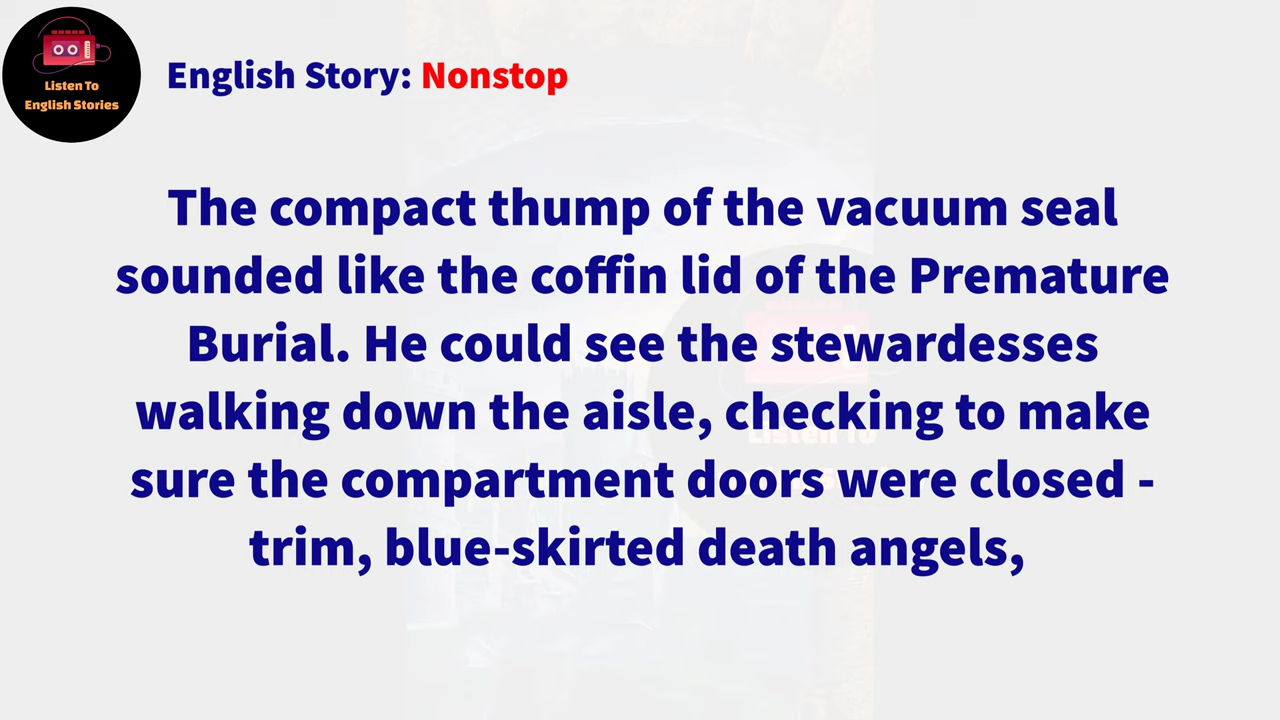 Listen To
English Stories
English Story: Nonstop
The compact thump of the vacuum seal
sounded like the coffin lid of the Premature
Burial. He could see the stewardesses
walking down the aisle, checking to make
sure the compartment doors were closed -
trim, blue-skirted death angels,
Listen To